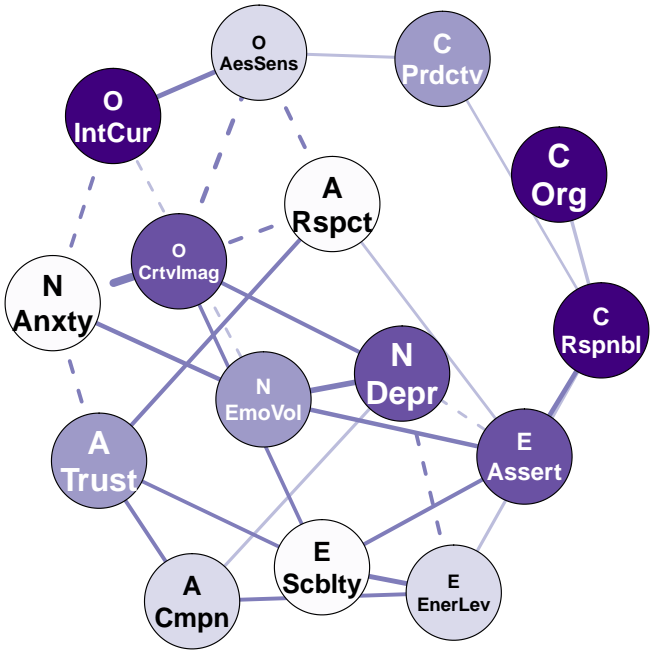 O
AesSens
C
Prdctv
O
IntCur
C
Org
A
Rspct
O
CrtvImag
N
Anxty
C
Rspnbl
N
Depr
N
EmoVol
A
Trust
E
Assert
E
Scblty
A
Cmpn
E
EnerLev